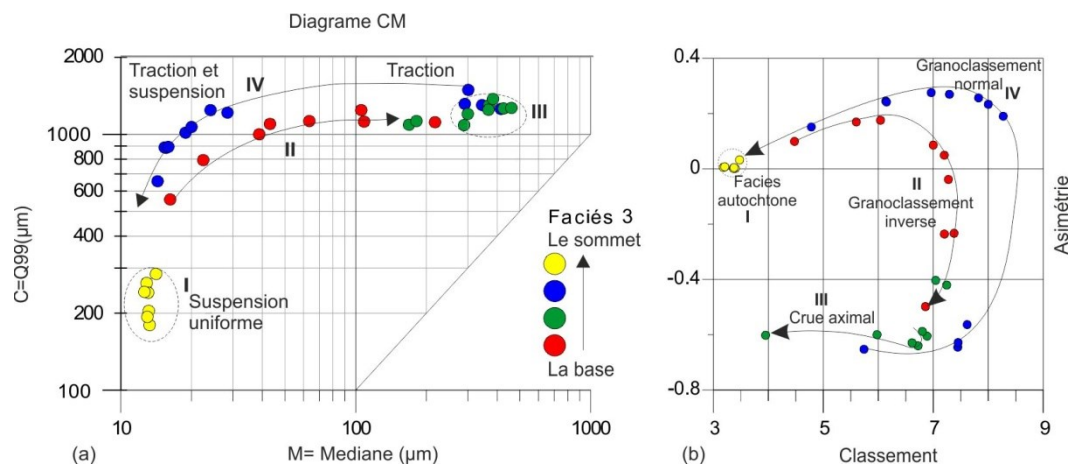 Diagrame CM
2000
1000
800
600
400
200
100
C=Q99(µm)
Traction et
suspension
IV
Traction
III
II
I
Suspension
uniforme
Faciés 3
Le sommet
La base
10
100
1000
(a)
M= Mediane (µm)
0.4
0
-0.4
-0.8
Granoclassement
normal
IV
Facies
autochtone
I
II
Granoclassement
inverse
III
Crue aximal
Asimétrie
3
5
7
9
(b)
Classement